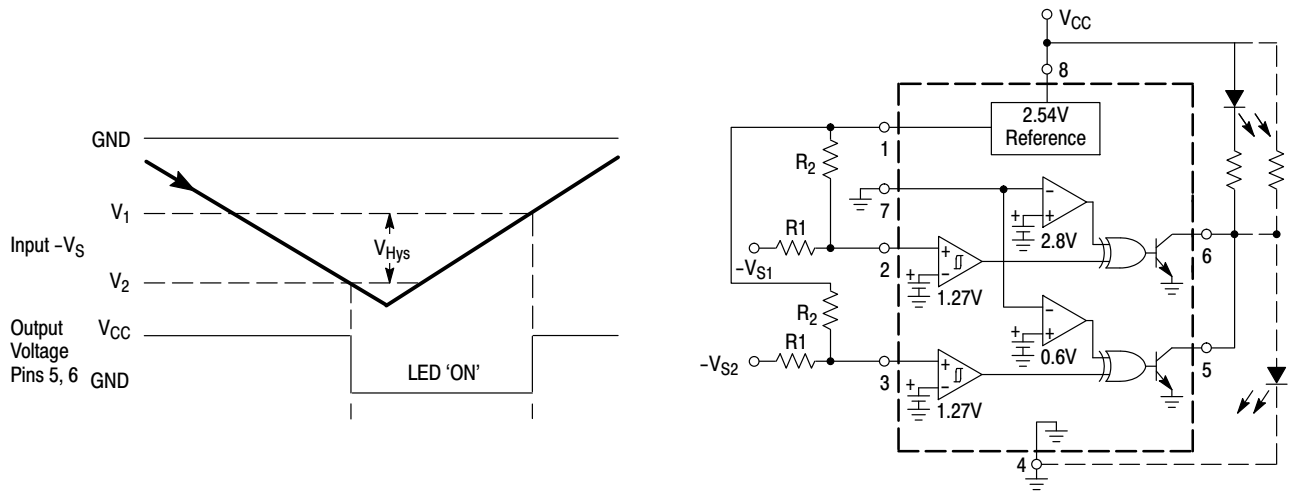 GND
V1
Input –VS
VHys
V2
Output
Voltage
Pins 5, 6
VCC
GND
LED ‘ON’
VCC
8
2.54V
Reference
1
R2
7
–
+
+
2.8V
6
R1
–VS1
2
+
–
+
1.27V
R2
–
+
+
0.6V
5
R1
–VS2
3
+
–
+
1.27V
4